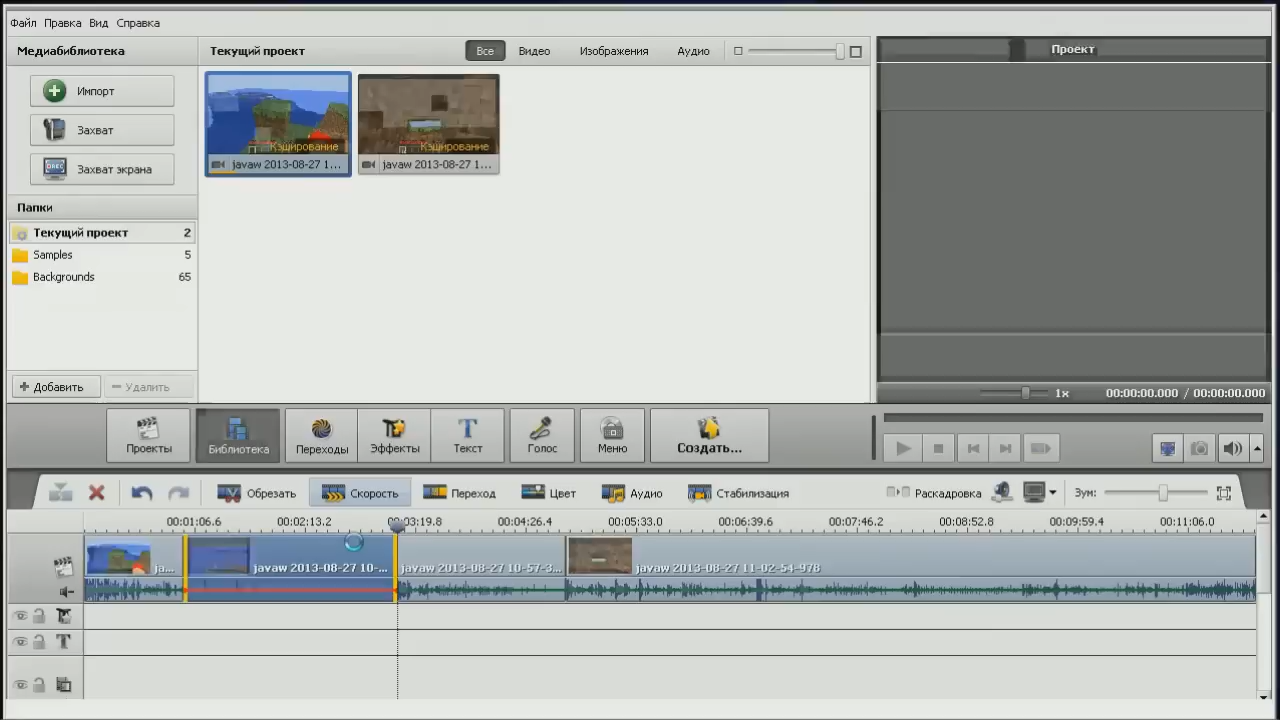 Файл Правка Вид Справка
Медиабиблиотека
Текущий проект
Все
Видео
Изображения
Аудио
Проект
Импорт
Захват
Захват экрана
Кэширование
Кэширование
javaw 2013-08-27 1...
javaw 2013-08-27 1...
Папки
Текущий проект 2
Samples 5
Backgrounds 65
Добавить
Удалить
1x
00:00:00.000 / 00:00:00.000
Проекты
Библиотека
Переходы
Эффекты
Текст
Голос
Меню
Создать...
Обрезать
Скорость
Переход
Цвет
Аудио
Стабилизация
Раскадровка
Зум:
00:01:06.6 00:02:13.2 00:03:19.8 00:04:26.4 00:05:33.0 00:06:39.6 00:07:46.2 00:08:52.8 00:09:59.4 00:11:06.0
ja...
javaw 2013-08-27 10-...
javaw 2013-08-27 10-57-3...
javaw 2013-08-27 11-02-54-978